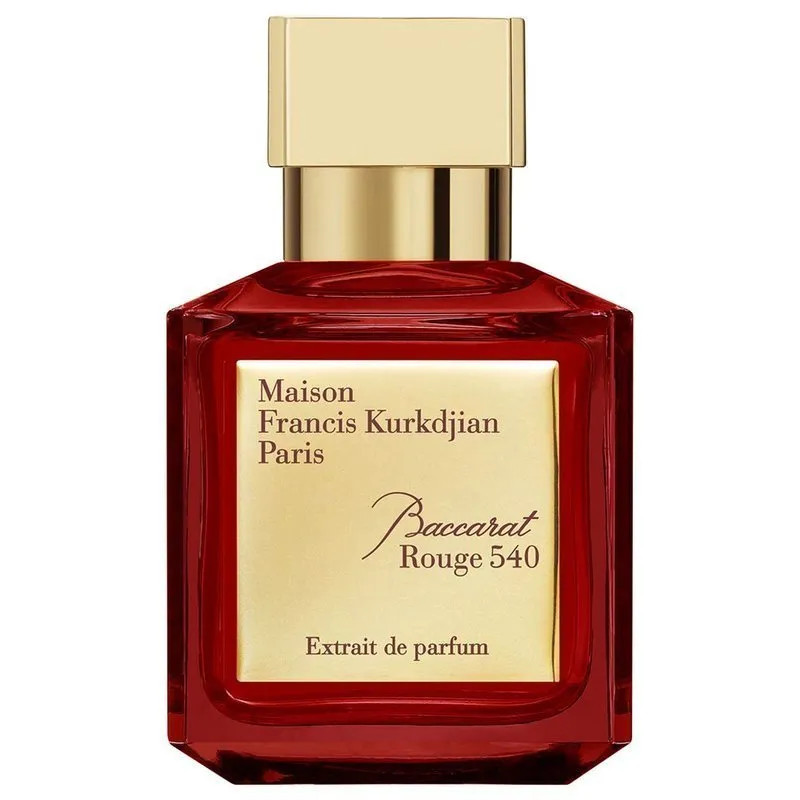 Maison
Francis Kurkdjian
Paris
Baccarat
Rouge 540
Extrait de parfum